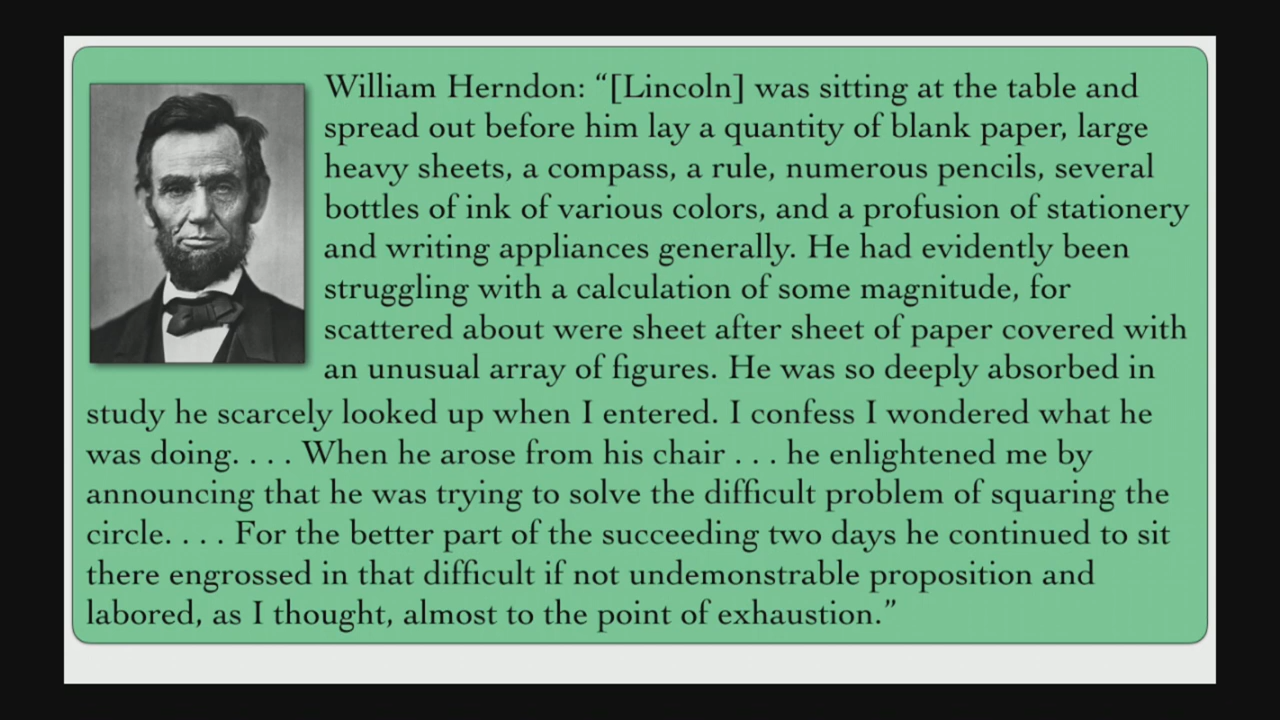 William Herndon: “[Lincoln] was sitting at the table and
spread out before him lay a quantity of blank paper, large
heavy sheets, a compass, a rule, numerous pencils, several
bottles of ink of various colors, and a profusion of stationery
and writing appliances generally. He had evidently been
struggling with a calculation of some magnitude, for
scattered about were sheet after sheet of paper covered with
an unusual array of figures. He was so deeply absorbed in
study he scarcely looked up when I entered. I confess I wondered what he
was doing. . . . When he arose from his chair . . . he enlightened me by
announcing that he was trying to solve the difficult problem of squaring the
circle. . . . For the better part of the succeeding two days he continued to sit
there engrossed in that difficult if not undemonstrable proposition and
labored, as I thought, almost to the point of exhaustion.”